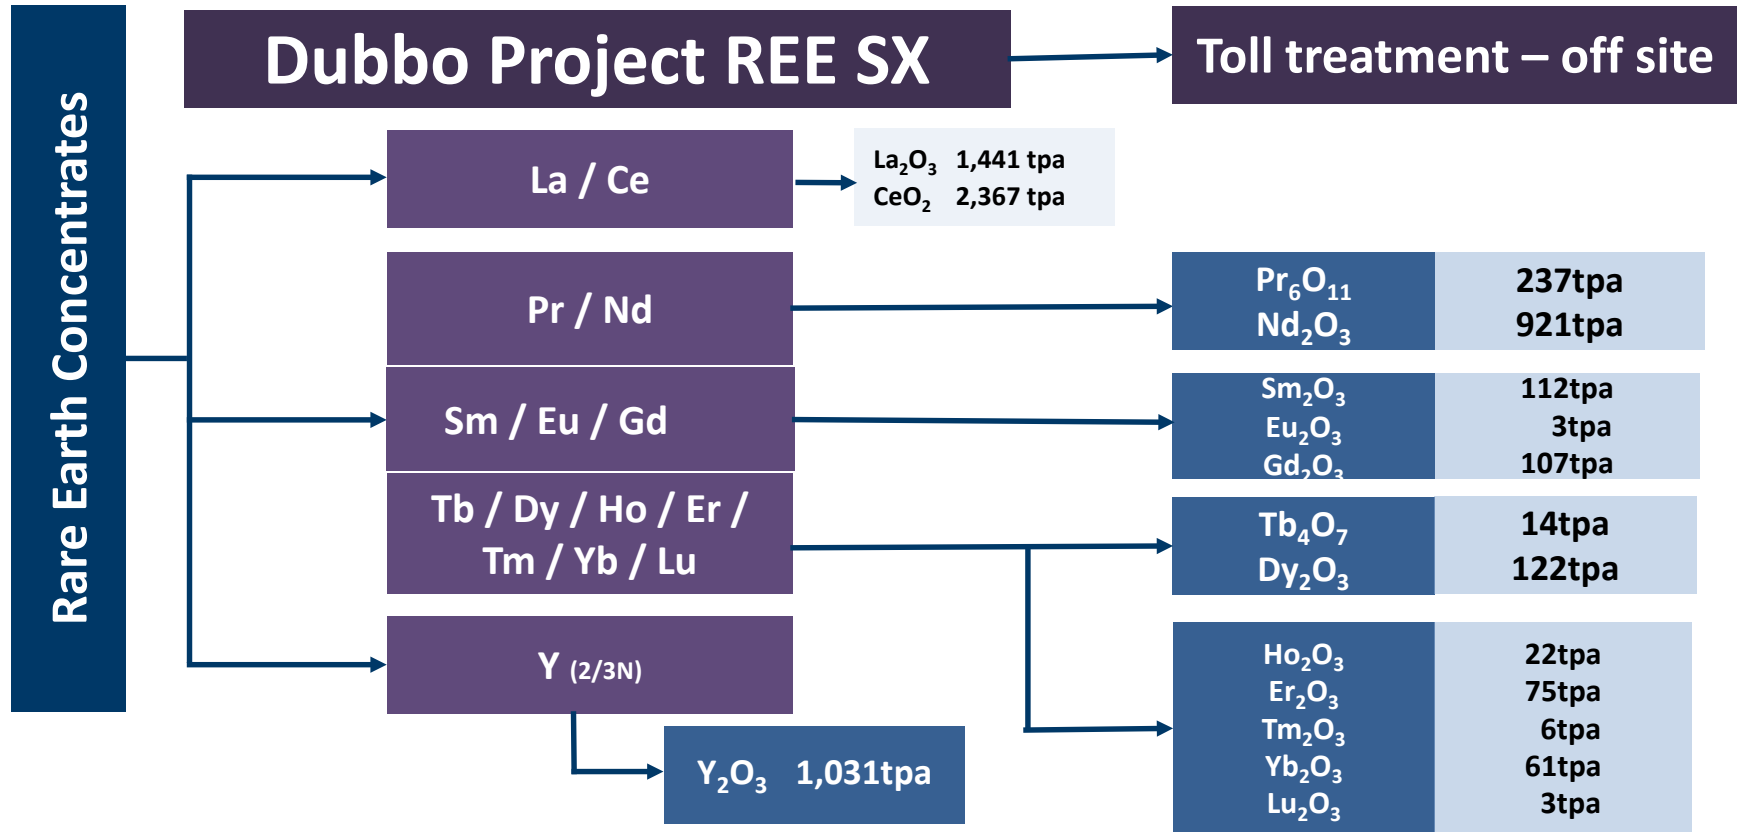 Rare Earth Concentrates
Dubbo Project REE SX
Toll treatment – off site
La / Ce
La₂O₃ 1,441 tpa
CeO₂ 2,367 tpa
Pr / Nd
Pr₆O₁₁ 237tpa
Nd₂O₃ 921tpa
Sm / Eu / Gd
Sm₂O₃ 112tpa
Eu₂O₃ 3tpa
Gd₂O₃ 107tpa
Tb / Dy / Ho / Er /
Tm / Yb / Lu
Tb₄O₇ 14tpa
Dy₂O₃ 122tpa
Ho₂O₃ 22tpa
Er₂O₃ 75tpa
Tm₂O₃ 6tpa
Yb₂O₃ 61tpa
Lu₂O₃ 3tpa
Y (2/3N)
Y₂O₃ 1,031tpa